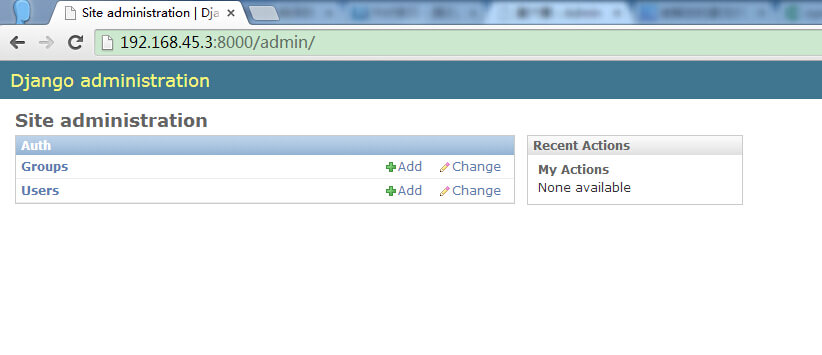 Site administration | Dja
192.168.45.3:8000/admin/
Django administration
Site administration
Auth
Groups Add Change
Users Add Change
Recent Actions
My Actions
None available